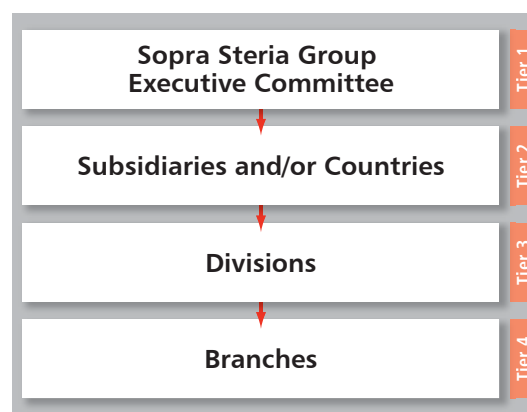 Sopra Steria Group
Executive Committee
Tier 1
Subsidiaries and/or Countries
Tier 2
Divisions
Tier 3
Branches
Tier 4